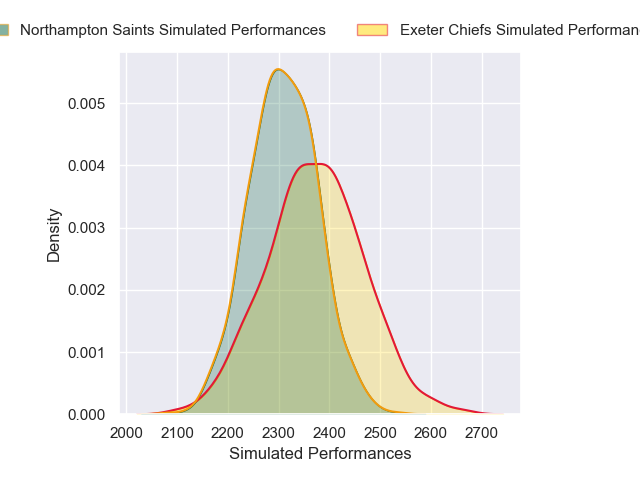 Northampton Saints Simulated Performances
Exeter Chiefs Simulated
Density
0.005
0.004
0.003
0.002
0.001
0.000
2000 2100 2200 2300 2400 2500 2600 2700
Simulated Performances